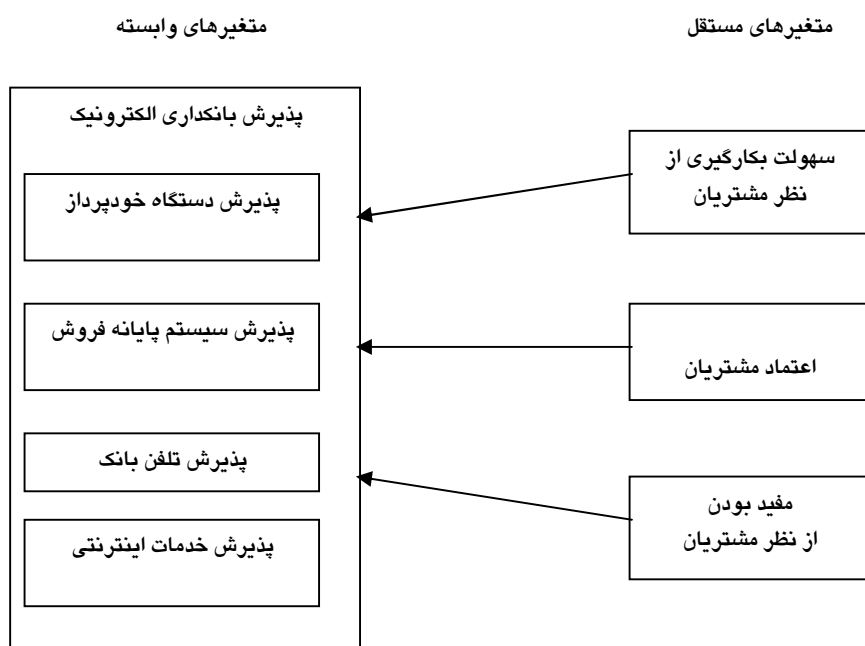 متغیرهای مستقل
متغیرهای وابسته
سهولت بکارگیری از
نظر مشتریان
اعتماد مشتریان
مفید بودن
از نظر مشتریان
پذیرش بانکداری الکترونیک
پذیرش دستگاه خودپرداز
پذیرش سیستم پایانه فروش
پذیرش تلفن بانک
پذیرش خدمات اینترنتی